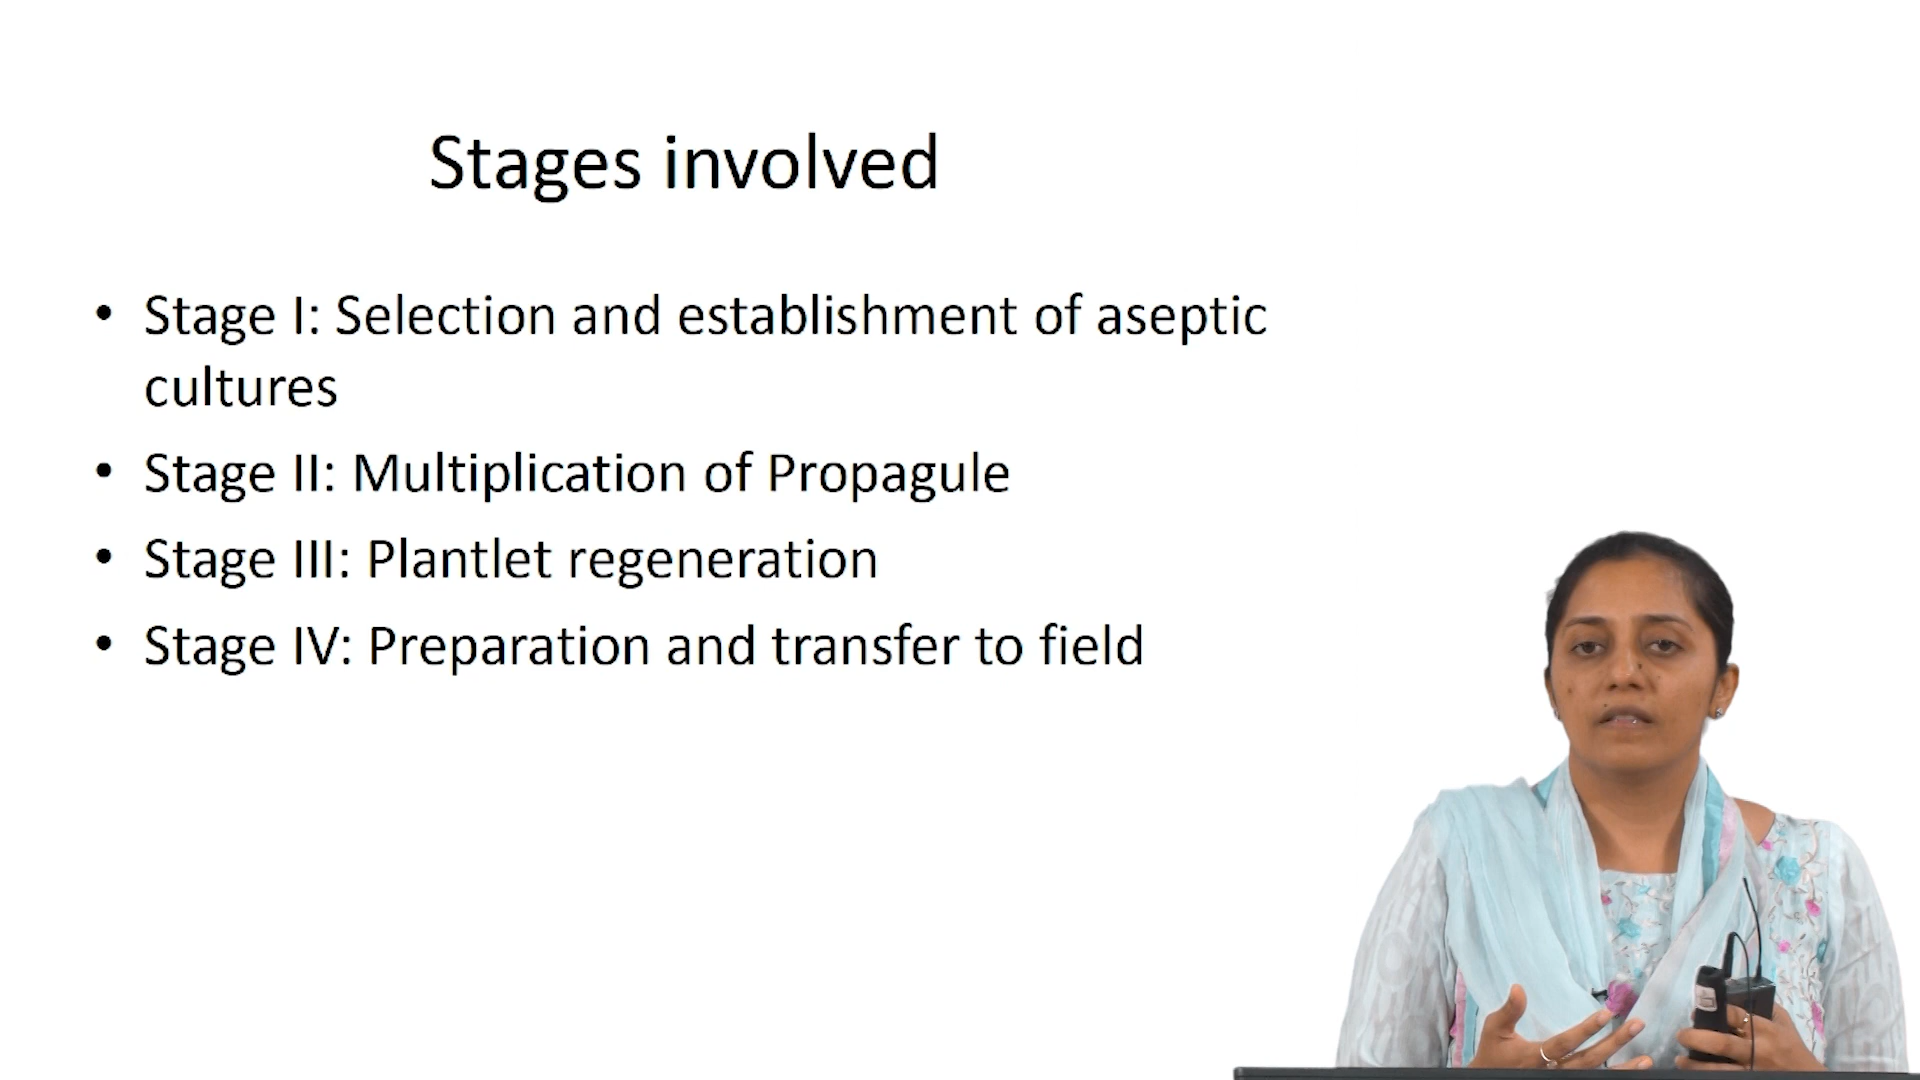 Stages involved
• Stage I: Selection and establishment of aseptic
cultures
• Stage II: Multiplication of Propagule
• Stage III: Plantlet regeneration
• Stage IV: Preparation and transfer to field